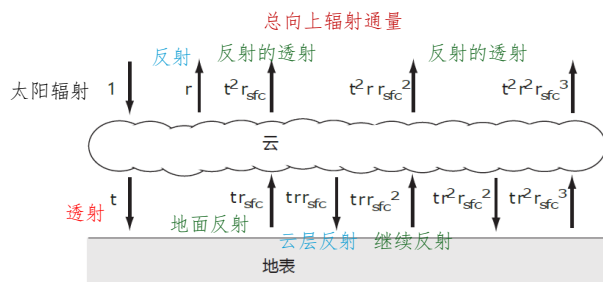 总向上辐射通量
反射 反射的透射 反射的透射
太阳辐射 1 r t²r_sfc t²r r_sfc² t²r²r_sfc³
云
t tr_sfc trr_sfc trr_sfc² tr²r_sfc² tr²r_sfc³
透射 地面反射 云层反射 继续反射
地表